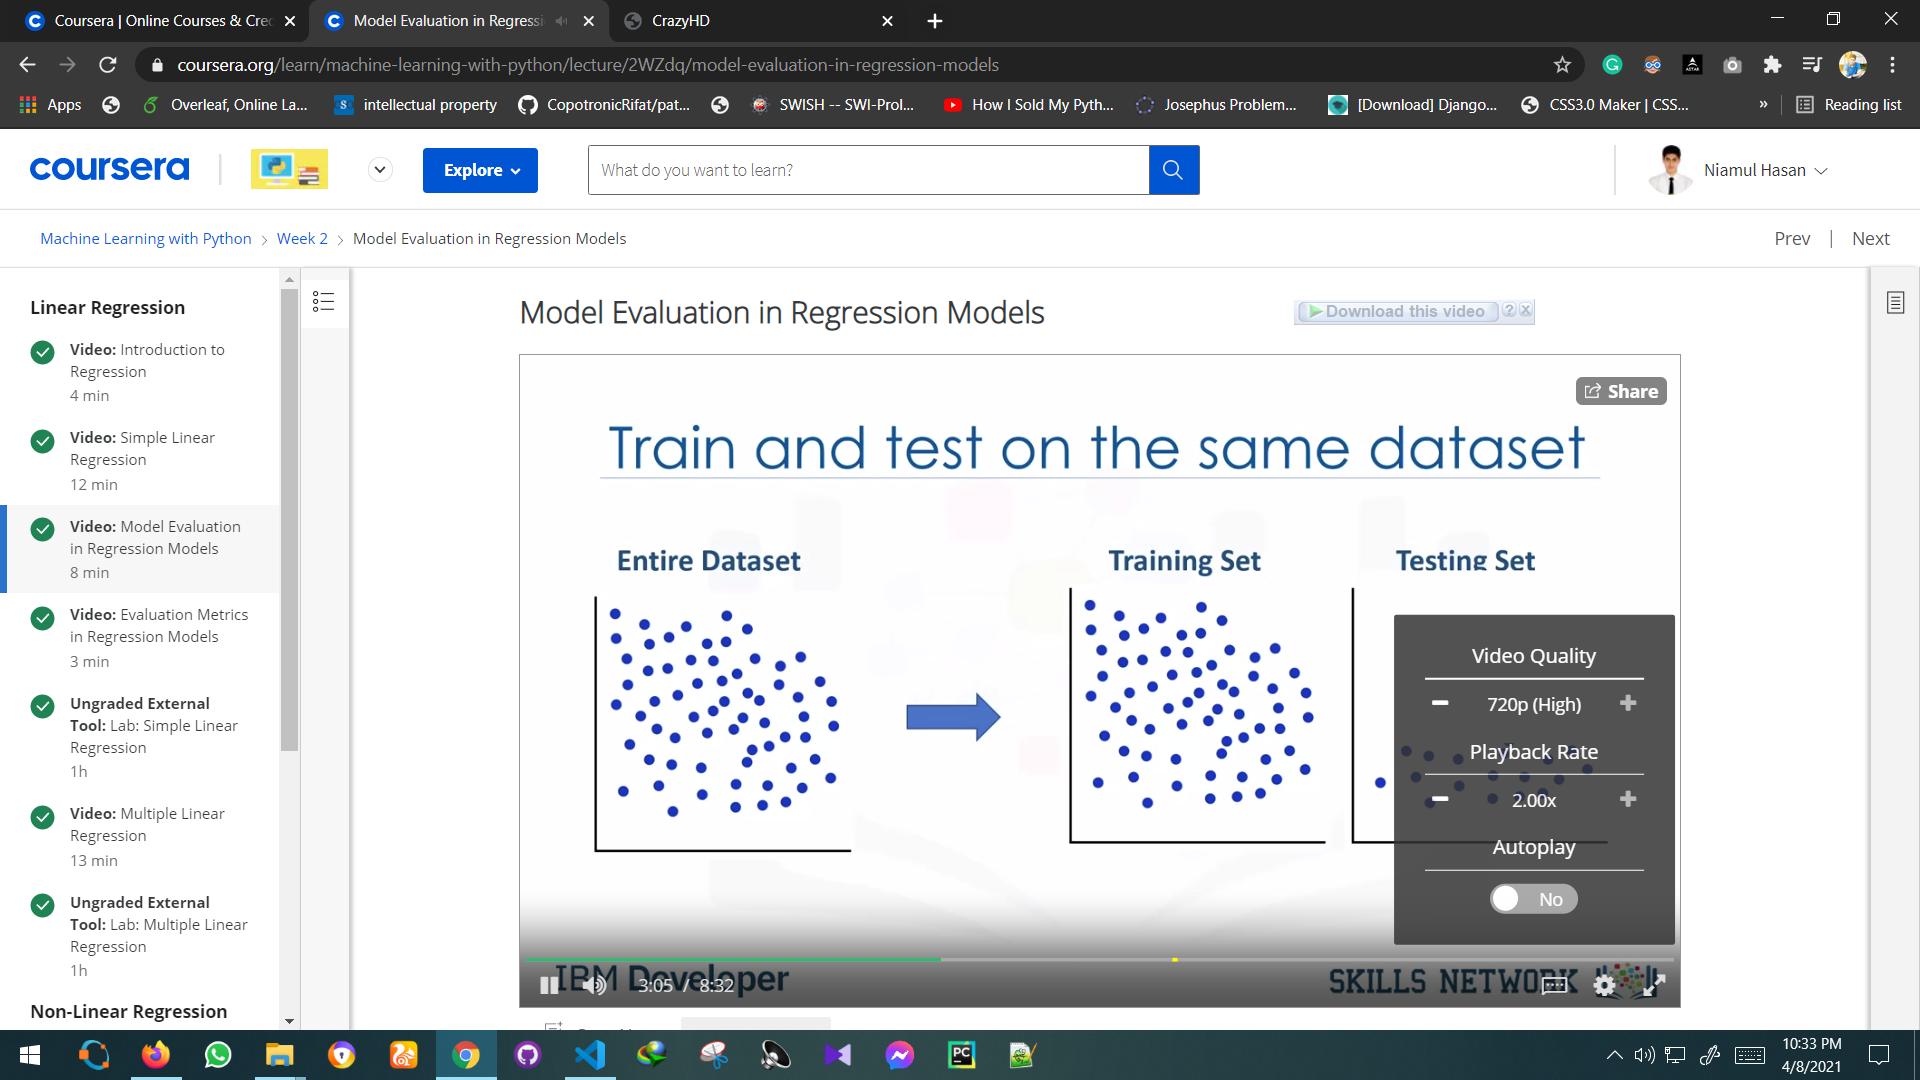 Coursera | Online Courses & Cre
Model Evaluation in Regressi
CrazyHD
coursera.org/learn/machine-learning-with-python/lecture/2WZdq/model-evaluation-in-regression-models
Apps
Overleaf, Online La...
intellectual property
CopotronicRifat/pat...
SWISH -- SWI-Prol...
How I Sold My Pyth...
Josephus Problem...
[Download] Django...
CSS3.0 Maker | CSS...
»
Reading list
coursera
Explore
What do you want to learn?
Niamul Hasan
Machine Learning with Python > Week 2 > Model Evaluation in Regression Models
Prev | Next
Linear Regression
Video: Introduction to
Regression
4 min
Video: Simple Linear
Regression
12 min
Video: Model Evaluation
in Regression Models
8 min
Video: Evaluation Metrics
in Regression Models
3 min
Ungraded External
Tool: Lab: Simple Linear
Regression
1h
Video: Multiple Linear
Regression
13 min
Ungraded External
Tool: Lab: Multiple Linear
Regression
1h
Non-Linear Regression
Model Evaluation in Regression Models
Download this video ? X
Share
Train and test on the same dataset
Entire Dataset
Training Set
Testing Set
Video Quality
720p (High)
Playback Rate
2.00x
Autoplay
No
IBM Developer
SKILLS NETWORK
3:05 / 8:32
10:33 PM
4/8/2021